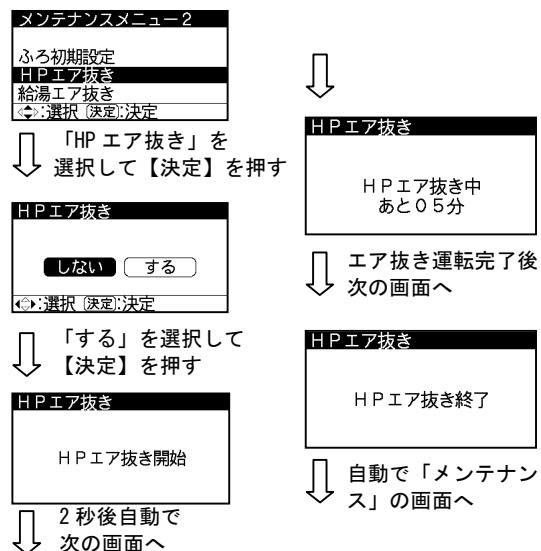 メンテナンスメニュー2
ふろ初期設定
HPエア抜き
給湯エア抜き
:選択 決定:決定
「HP エア抜き」を
選択して【決定】を押す
HPエア抜き
しない する
:選択 決定:決定
「する」を選択して
【決定】を押す
HPエア抜き
HPエア抜き開始
2 秒後自動で
次の画面へ
HPエア抜き
HPエア抜き中
あと05分
エア抜き運転完了後
次の画面へ
HPエア抜き
HPエア抜き終了
自動で「メンテナン
ス」の画面へ